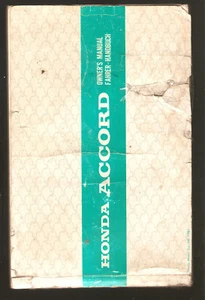 HONDA ACCORD
OWNER'S MANUAL
FAHRER-HANDBUCH